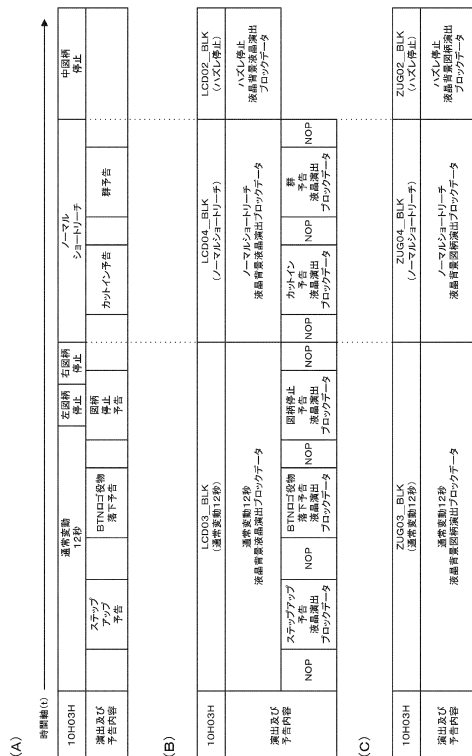 (A)
時間軸(t)
10H03H
通常変動
12秒
左図柄
停止
右図柄
停止
ノーマル
ショートリーチ
中図柄
停止
演出及び
予告内容
ステップ
アップ
予告
BTNロゴ役物
落下予告
図柄
停止
予告
カットイン予告
群予告
(B)
10H03H
LCD03_BLK
(通常変動12秒)
LCD04_BLK
(ノーマルショートリーチ)
LCD02_BLK
(ハズレ停止)
演出及び
予告内容
通常変動12秒
液晶背景液晶演出ブロックデータ
ノーマルショートリーチ
液晶背景液晶演出ブロックデータ
ハズレ停止
液晶背景液晶演出
ブロックデータ
NOP
ステップアップ
予告
液晶演出
ブロックデータ
NOP
BTNロゴ役物
落下予告
液晶演出
ブロックデータ
NOP
図柄停止
予告
液晶演出
ブロックデータ
NOP
NOP
カットイン
予告
液晶演出
ブロックデータ
NOP
群
予告
液晶演出
ブロックデータ
NOP
(C)
10H03H
ZUG03_BLK
(通常変動12秒)
ZUG04_BLK
(ノーマルショートリーチ)
ZUG02_BLK
(ハズレ停止)
演出及び
予告内容
通常変動12秒
液晶背景図柄演出ブロックデータ
ノーマルショートリーチ
液晶背景図柄演出ブロックデータ
ハズレ停止
液晶背景図柄演出
ブロックデータ